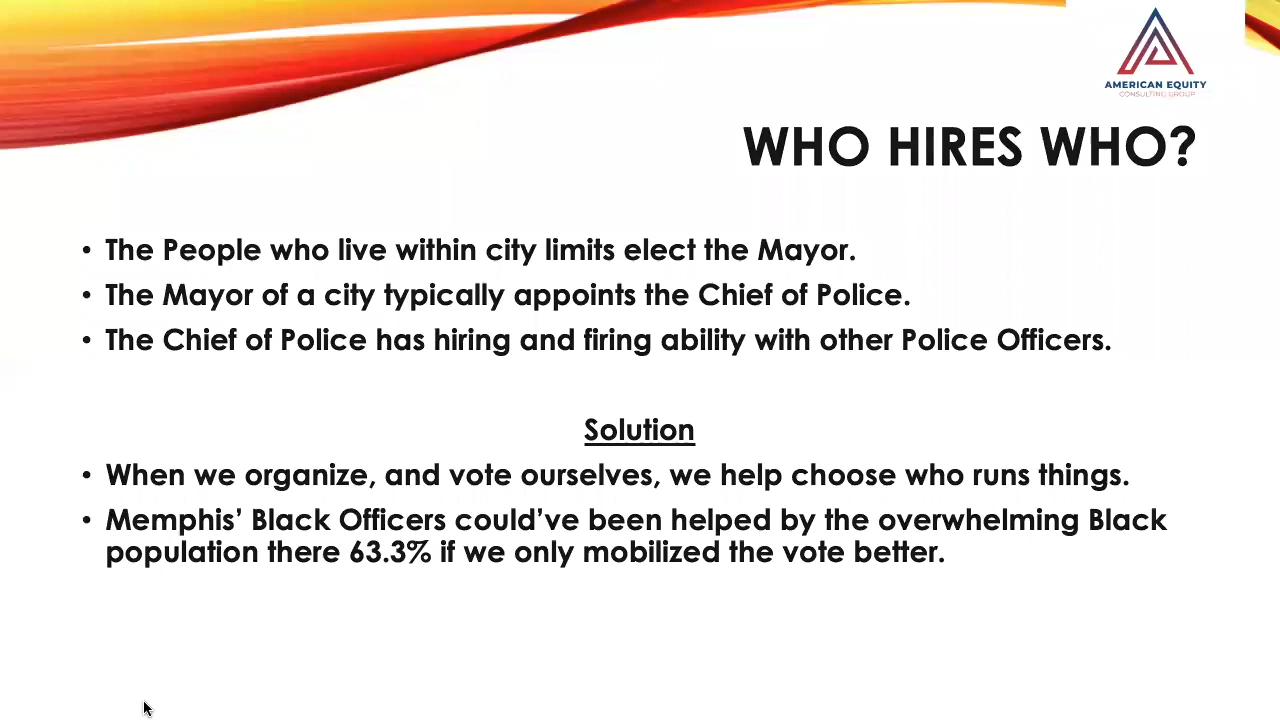 AMERICAN EQUITY
CONSULTING GROUP
WHO HIRES WHO?
• The People who live within city limits elect the Mayor.
• The Mayor of a city typically appoints the Chief of Police.
• The Chief of Police has hiring and firing ability with other Police Officers.
Solution
• When we organize, and vote ourselves, we help choose who runs things.
• Memphis’ Black Officers could’ve been helped by the overwhelming Black
population there 63.3% if we only mobilized the vote better.